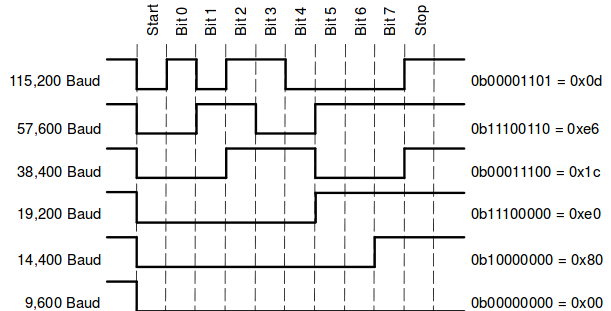 Start Bit 0 Bit 1 Bit 2 Bit 3 Bit 4 Bit 5 Bit 6 Bit 7 Stop
115,200 Baud 0b00001101 = 0x0d
57,600 Baud 0b11100110 = 0xe6
38,400 Baud 0b00011100 = 0x1c
19,200 Baud 0b11100000 = 0xe0
14,400 Baud 0b10000000 = 0x80
9,600 Baud 0b00000000 = 0x00